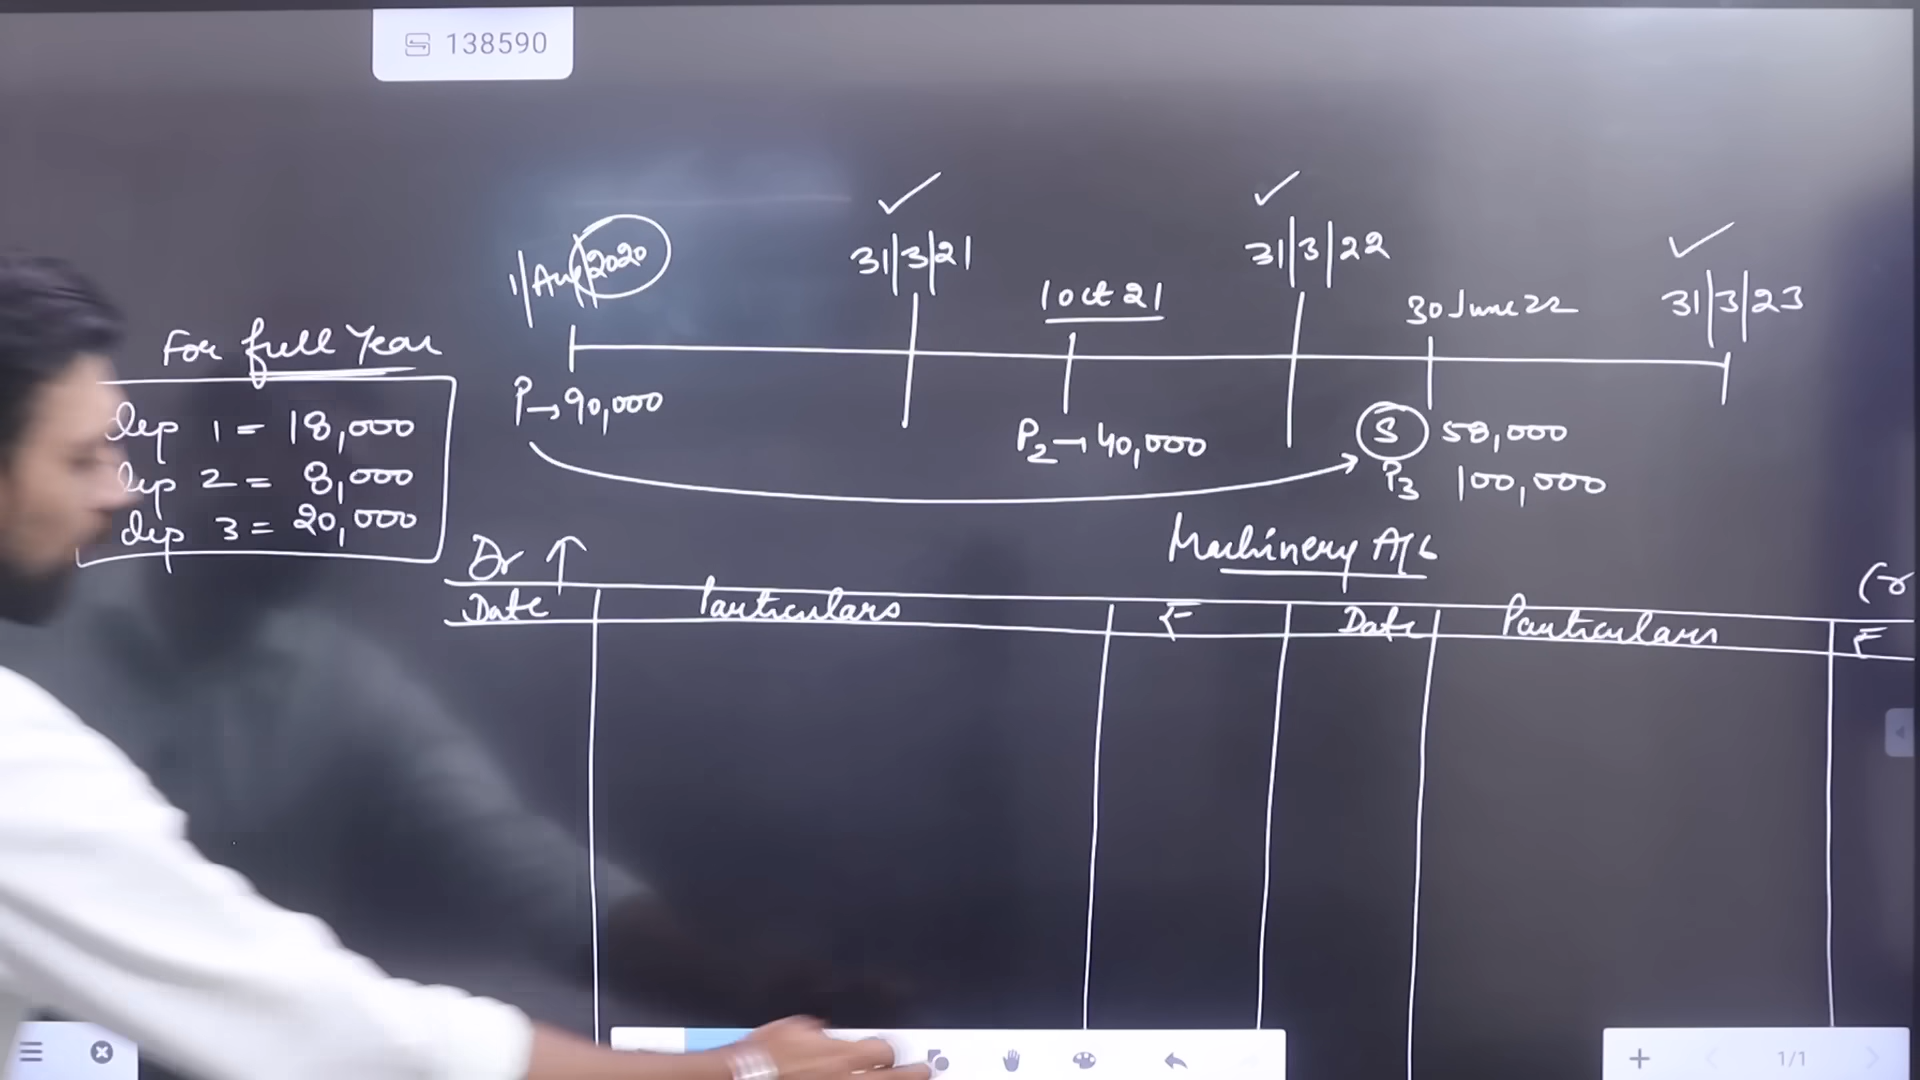 138590
1/Aug/2020
31/3/21
1 Oct 21
31/3/22
30 June 22
31/3/23
For full Year
dep 1 = 18,000
dep 2 = 8,000
dep 3 = 20,000
P→90,000
P2→40,000
S 58,000
P3 100,000
Machinery A/c
Dr ↑
Date Particulars ₹ Date Particulars ₹
1/1